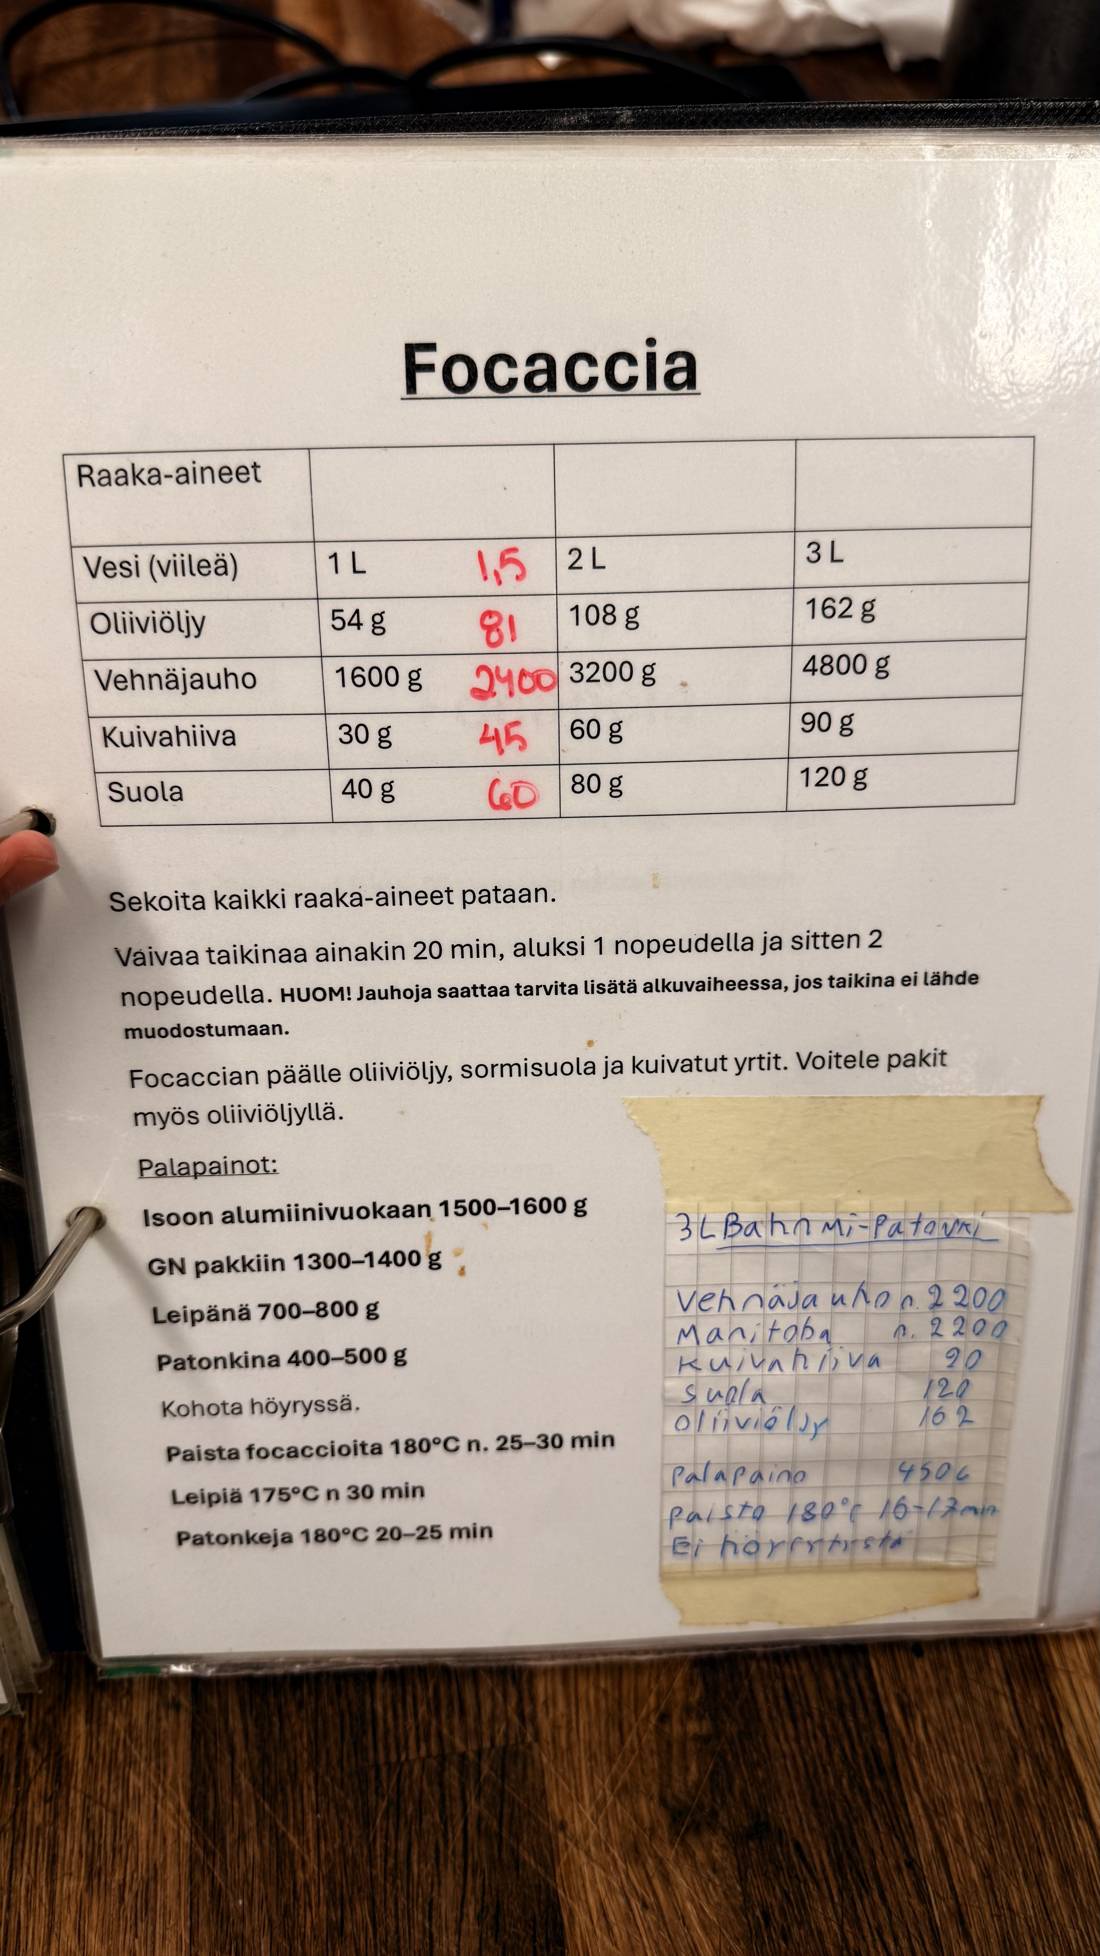 Focaccia
Raaka-aineet
Vesi (viileä) 1 L 1,5 2 L 3 L
Oliiviöljy 54 g 81 108 g 162 g
Vehnäjauho 1600 g 2400 3200 g 4800 g
Kuivahiiva 30 g 45 60 g 90 g
Suola 40 g 60 80 g 120 g
Sekoita kaikki raaka-aineet pataan.
Vaivaa taikinaa ainakin 20 min, aluksi 1 nopeudella ja sitten 2
nopeudella. HUOM! Jauhoja saattaa tarvita lisätä alkuvaiheessa, jos taikina ei lähde
muodostumaan.
Focaccian päälle oliiviöljy, sormisuola ja kuivatut yrtit. Voitele pakit
myös oliiviöljyllä.
Palapainot:
Isoon alumiinivuokaan 1500–1600 g
GN pakkiin 1300–1400 g
Leipänä 700–800 g
Patonkina 400–500 g
Kohota höyryssä.
Paista focaccioita 180°C n. 25–30 min
Leipiä 175°C n 30 min
Patonkeja 180°C 20–25 min
3L Bahn Mi-Patonki
Vehnäjauho n. 2200
Manitoba n. 2200
Kuivahiiva 90
Suola 120
Oliiviöljy 162
Palapaino 450G
Paisto 180°C 16-17min
Ei höyrytystä